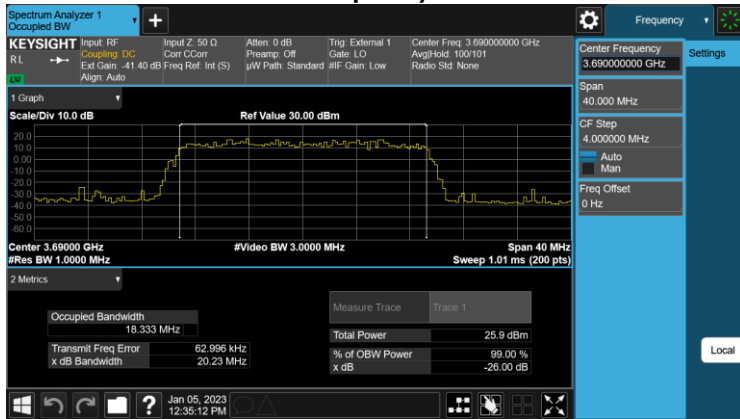 Spectrum Analyzer 1
Occupied BW
Frequency
KEYSIGHT
RL
LXI
Input: RF
Coupling: DC
Ext Gain: -41.40 dB
Align: Auto
Input Z: 50 Ω
Corr CCorr
Freq Ref: Int (S)
Atten: 0 dB
Preamp: Off
µW Path: Standard
Trig: External 1
Gate: LO
#IF Gain: Low
Center Freq: 3.690000000 GHz
Avg|Hold: 100/101
Radio Std: None
1 Graph
Scale/Div 10.0 dB
Ref Value 30.00 dBm
20.0
10.0
0.00
-10.0
-20.0
-30.0
-40.0
-50.0
-60.0
Center 3.69000 GHz
#Video BW 3.0000 MHz
Span 40 MHz
#Res BW 1.0000 MHz
Sweep 1.01 ms (200 pts)
2 Metrics
Occupied Bandwidth
18.333 MHz
Transmit Freq Error 62.996 kHz
x dB Bandwidth 20.23 MHz
Measure Trace Trace 1
Total Power 25.9 dBm
% of OBW Power 99.00 %
x dB -26.00 dB
Center Frequency
3.690000000 GHz
Settings
Span
40.000 MHz
CF Step
4.000000 MHz
Auto
Man
Freq Offset
0 Hz
Local
?
Jan 05, 2023
12:35:12 PM